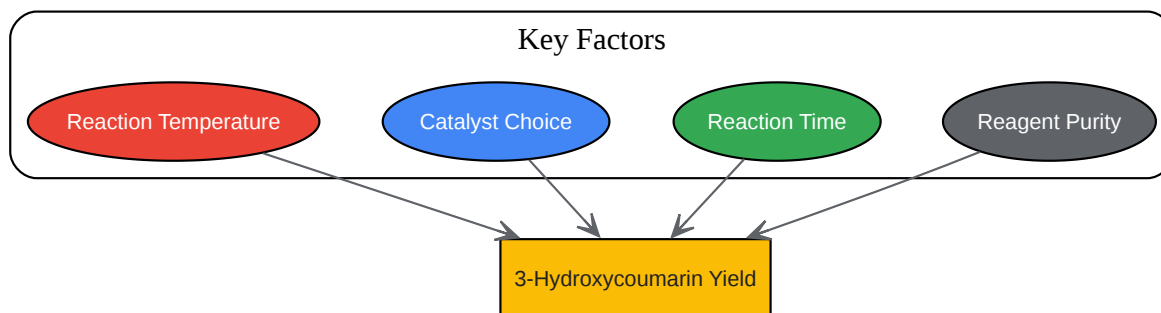 Key Factors
Reaction Temperature
Catalyst Choice
Reaction Time
Reagent Purity
3-Hydroxycoumarin Yield